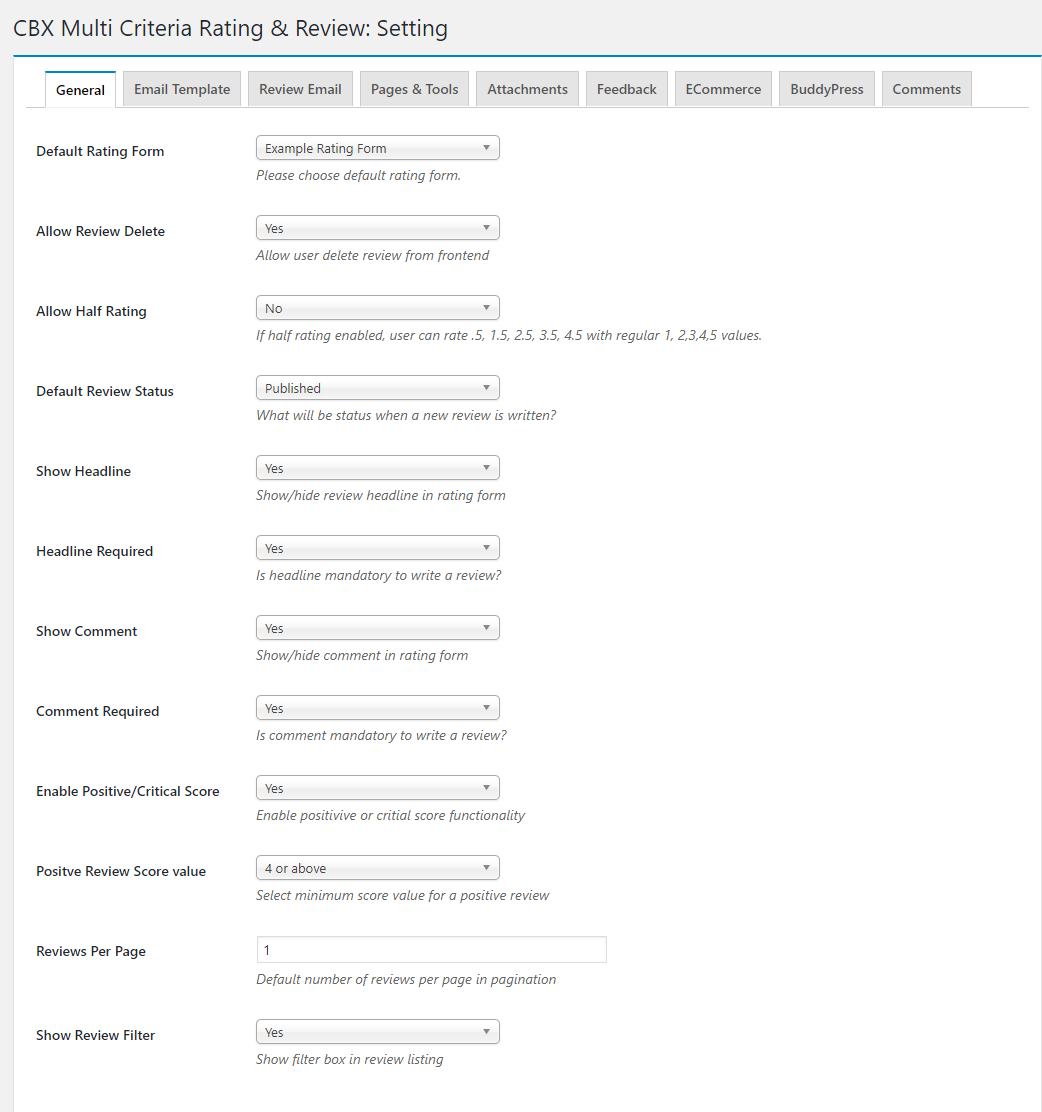 CBX Multi Criteria Rating & Review: Setting
General Email Template Review Email Pages & Tools Attachments Feedback ECommerce BuddyPress Comments
Default Rating Form Example Rating Form
Please choose default rating form.
Allow Review Delete Yes
Allow user delete review from frontend
Allow Half Rating No
If half rating enabled, user can rate .5, 1.5, 2.5, 3.5, 4.5 with regular 1, 2,3,4,5 values.
Default Review Status Published
What will be status when a new review is written?
Show Headline Yes
Show/hide review headline in rating form
Headline Required Yes
Is headline mandatory to write a review?
Show Comment Yes
Show/hide comment in rating form
Comment Required Yes
Is comment mandatory to write a review?
Enable Positive/Critical Score Yes
Enable positivive or critial score functionality
Positve Review Score value 4 or above
Select minimum score value for a positive review
Reviews Per Page 1
Default number of reviews per page in pagination
Show Review Filter Yes
Show filter box in review listing